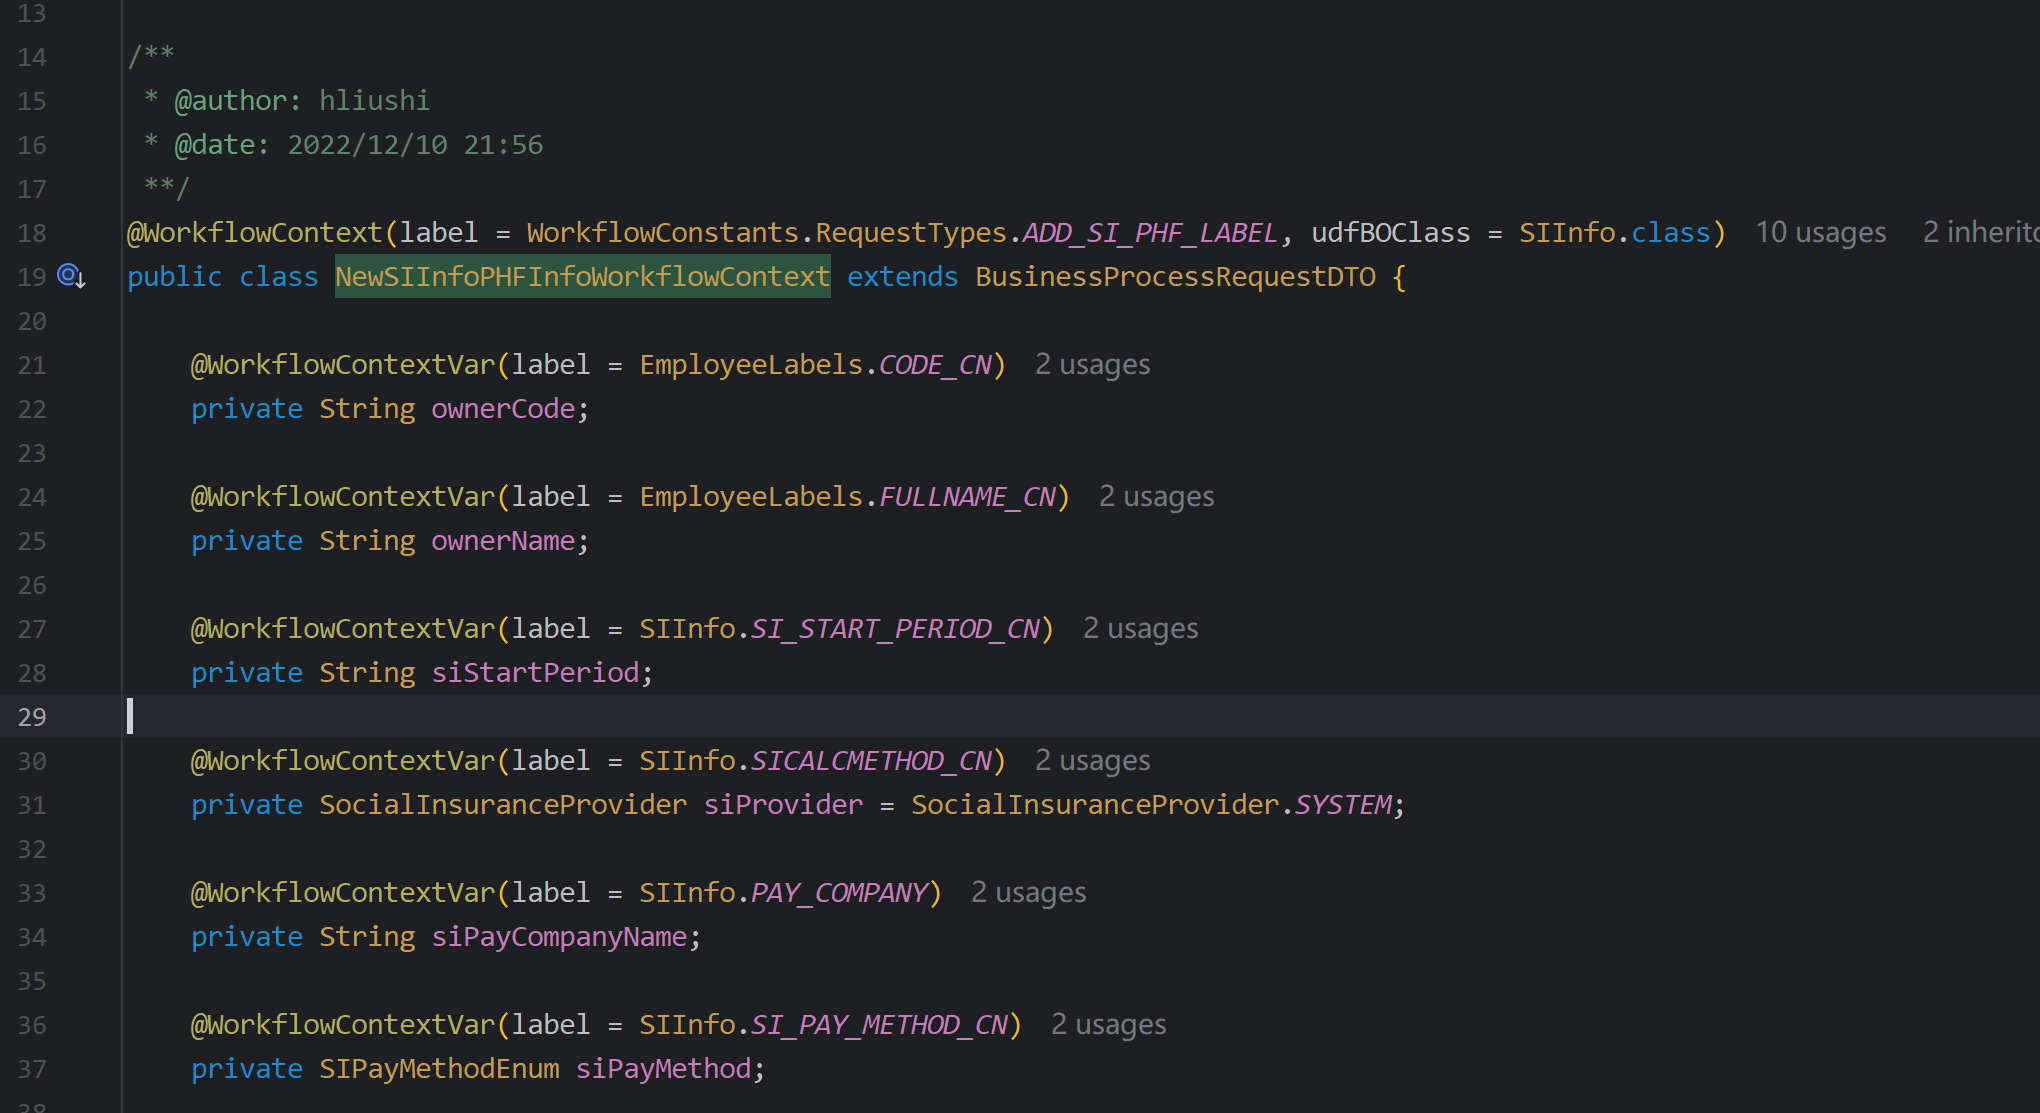 13
14 /**
15 * @author: hliushi
16 * @date: 2022/12/10 21:56
17 **/
18 @WorkflowContext(label = WorkflowConstants.RequestTypes.ADD_SI_PHF_LABEL, udfBOClass = SIInfo.class) 10 usages 2 inherito
19 public class NewSIInfoPHFInfoWorkflowContext extends BusinessProcessRequestDTO {
20
21 @WorkflowContextVar(label = EmployeeLabels.CODE_CN) 2 usages
22 private String ownerCode;
23
24 @WorkflowContextVar(label = EmployeeLabels.FULLNAME_CN) 2 usages
25 private String ownerName;
26
27 @WorkflowContextVar(label = SIInfo.SI_START_PERIOD_CN) 2 usages
28 private String siStartPeriod;
29
30 @WorkflowContextVar(label = SIInfo.SICALCMETHOD_CN) 2 usages
31 private SocialInsuranceProvider siProvider = SocialInsuranceProvider.SYSTEM;
32
33 @WorkflowContextVar(label = SIInfo.PAY_COMPANY) 2 usages
34 private String siPayCompanyName;
35
36 @WorkflowContextVar(label = SIInfo.SI_PAY_METHOD_CN) 2 usages
37 private SIPayMethodEnum siPayMethod;
38